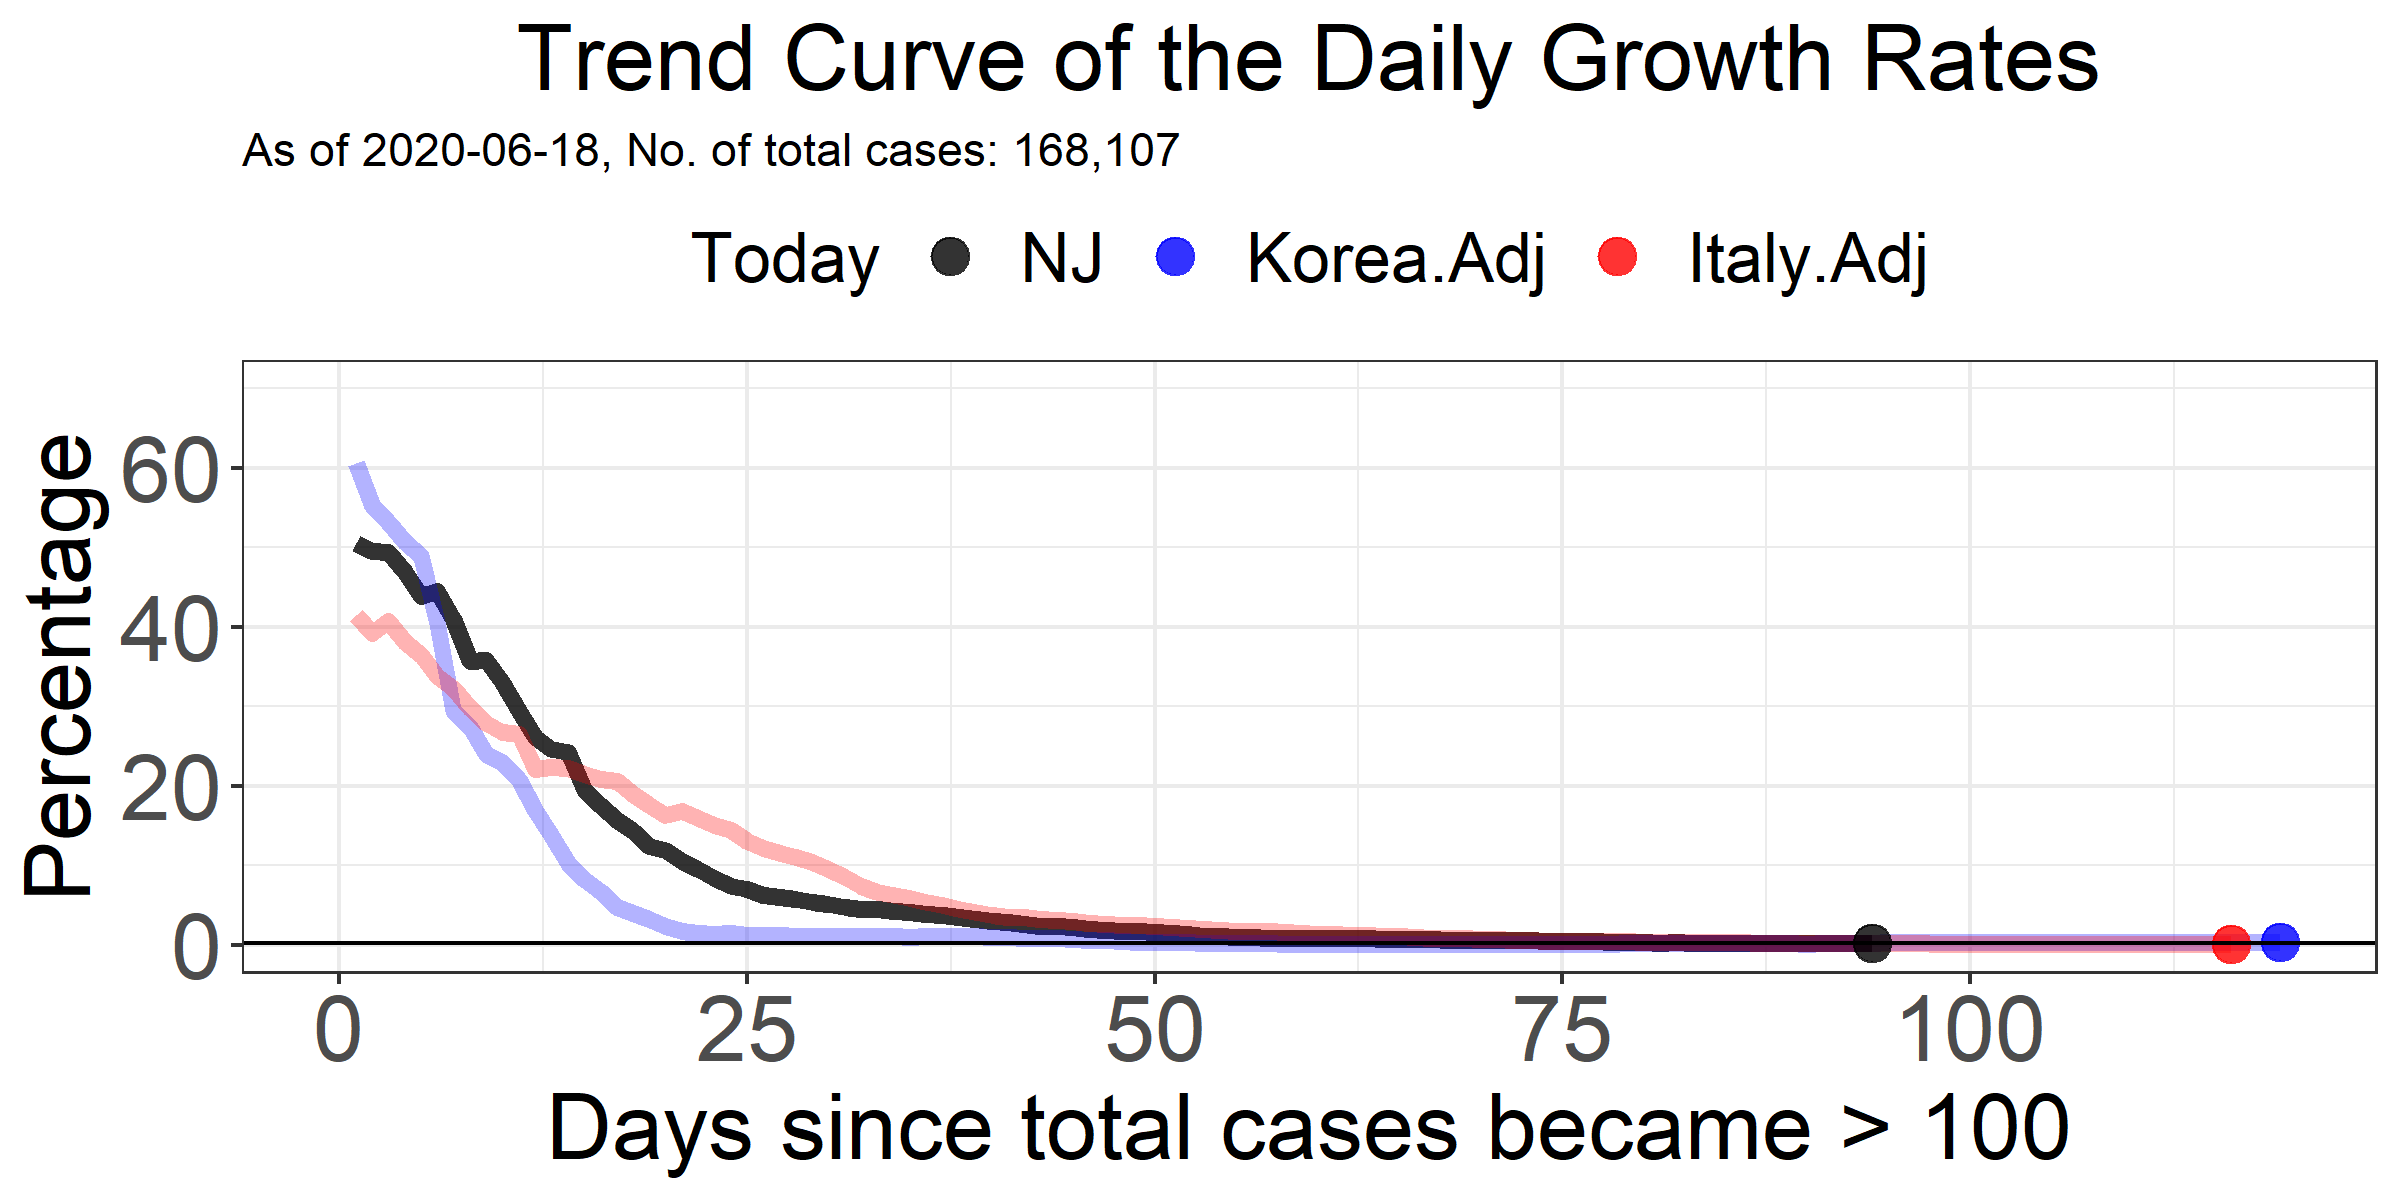 Trend Curve of the Daily Growth Rates
As of 2020-06-18, No. of total cases: 168,107
Today NJ Korea.Adj Italy.Adj
Percentage
60
40
20
0
0 25 50 75 100
Days since total cases became > 100